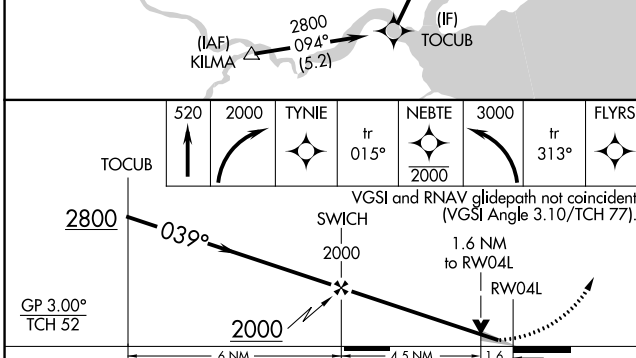 2800
094°
(5.2)
(IAF)
KILMA
(IF)
TOCUB
520
2000
TYNIE
tr
015°
NEBTE
2000
3000
tr
313°
FLYRS
VGSI and RNAV glidepath not coincident
(VGSI Angle 3.10/TCH 77).
TOCUB
2800
039°
SWICH
2000
1.6 NM
to RW04L
RW04L
GP 3.00°
TCH 52
2000
6 NM
4.5 NM
1.6